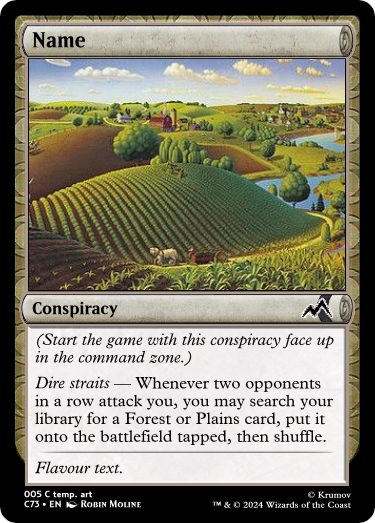 Name
Conspiracy
(Start the game with this conspiracy face up
in the command zone.)
Dire straits — Whenever two opponents
in a row attack you, you may search your
library for a Forest or Plains card, put it
onto the battlefield tapped, then shuffle.
Flavour text.
005 C temp. art
C73 • EN Robin Moline
© Krumov
™ & © 2024 Wizards of the Coast